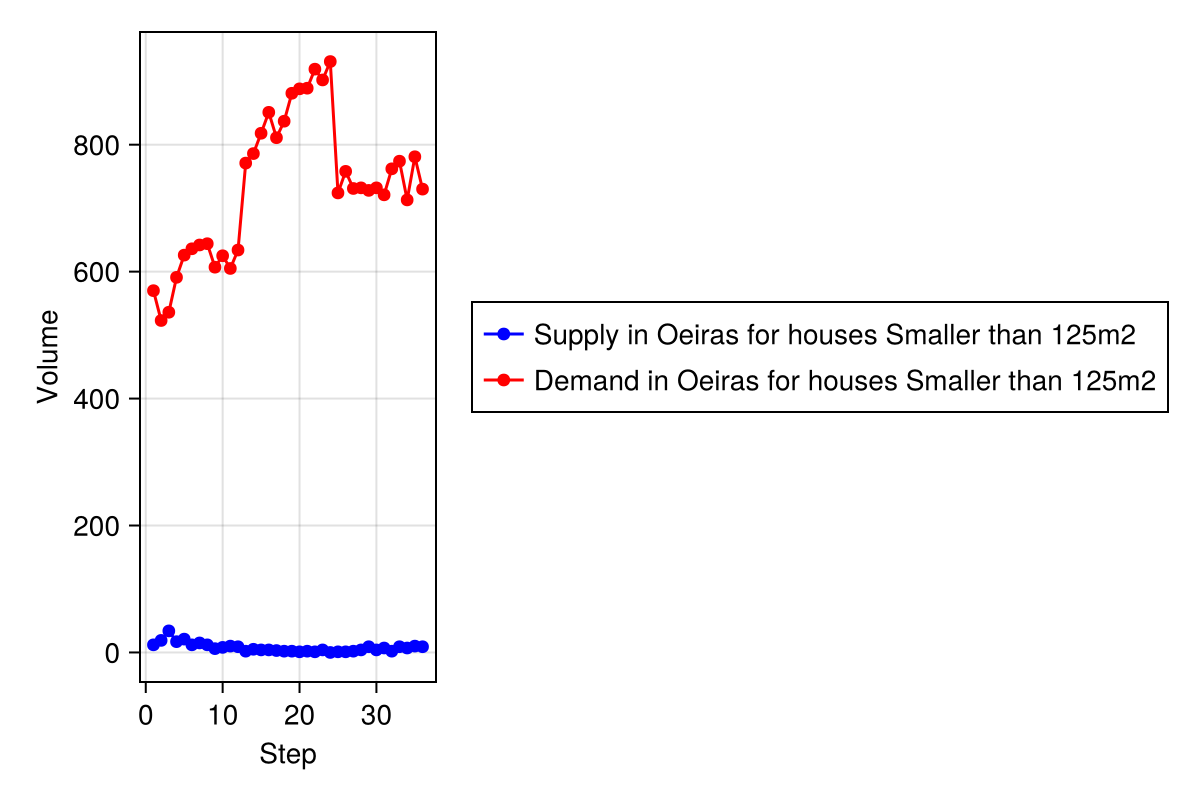 Volume
800
600
400
200
0
0 10 20 30
Step
Supply in Oeiras for houses Smaller than 125m2
Demand in Oeiras for houses Smaller than 125m2